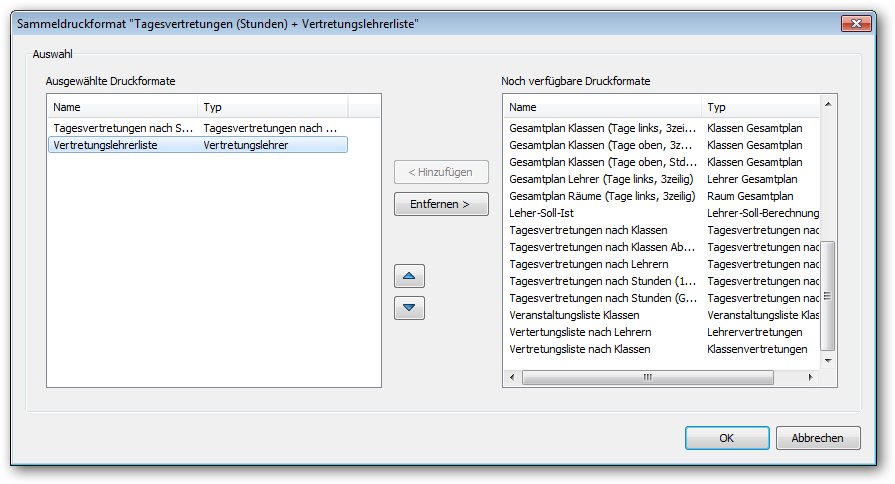 Sammeldruckformat "Tagesvertretungen (Stunden) + Vertretungslehrerliste"
Auswahl
Ausgewählte Druckformate
Name Typ
Tagesvertretungen nach S... Tagesvertretungen nach ...
Vertretungslehrerliste Vertretungslehrer
< Hinzufügen
Entfernen >
Noch verfügbare Druckformate
Name Typ
Gesamtplan Klassen (Tage links, 3zei... Klassen Gesamtplan
Gesamtplan Klassen (Tage oben, 3z... Klassen Gesamtplan
Gesamtplan Klassen (Tage oben, Std... Klassen Gesamtplan
Gesamtplan Lehrer (Tage links, 3zeilig) Lehrer Gesamtplan
Gesamtplan Räume (Tage links, 3zeilig) Raum Gesamtplan
Leher-Soll-Ist Lehrer-Soll-Berechnung
Tagesvertretungen nach Klassen Tagesvertretungen nac
Tagesvertretungen nach Klassen Ab... Tagesvertretungen nac
Tagesvertretungen nach Lehrern Tagesvertretungen nac
Tagesvertretungen nach Stunden (1... Tagesvertretungen nac
Tagesvertretungen nach Stunden (G... Tagesvertretungen nac
Veranstaltungsliste Klassen Veranstaltungsliste Klas
Vertertungsliste nach Lehrern Lehrervertretungen
Vertretungsliste nach Klassen Klassenvertretungen
OK Abbrechen